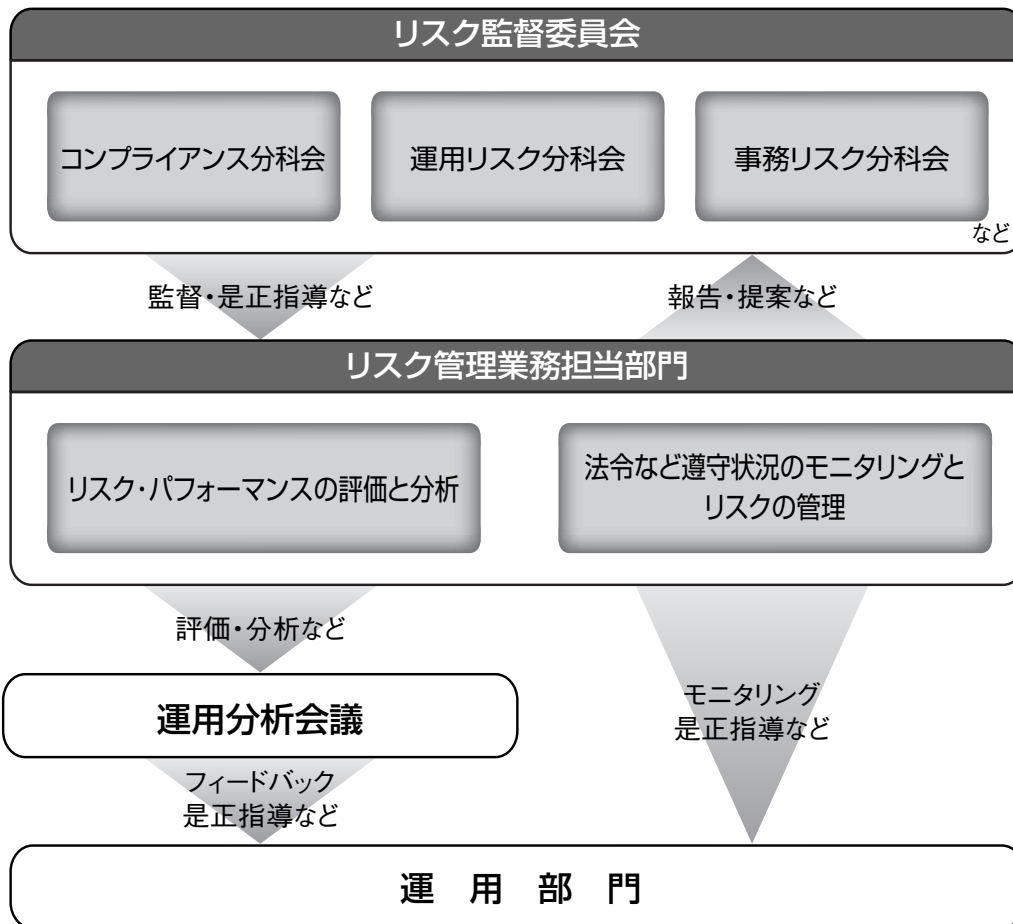 リスク監督委員会
コンプライアンス分科会
運用リスク分科会
事務リスク分科会
など
監督・是正指導など
報告・提案など
リスク管理業務担当部門
リスク・パフォーマンスの評価と分析
法令など遵守状況のモニタリングと
リスクの管理
評価・分析など
運用分析会議
モニタリング
是正指導など
フィードバック
是正指導など
運 用 部 門